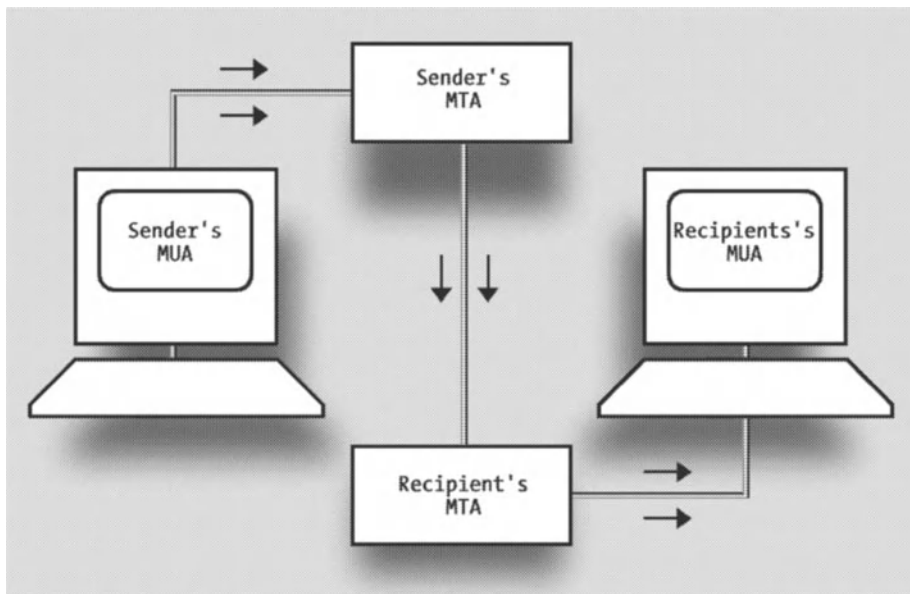 Sender's
MTA
Sender's
MUA
Recipients's
MUA
Recipient's
MTA